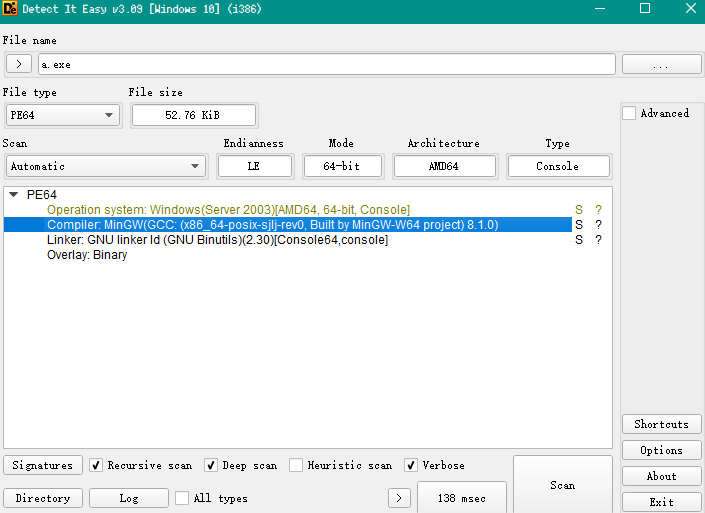 Detect It Easy v3.09 [Windows 10] (i386)
File name
> a.exe ...
File type File size
PE64 52.76 KiB
Advanced
Scan Endianness Mode Architecture Type
Automatic LE 64-bit AMD64 Console
PE64
Operation system: Windows(Server 2003)[AMD64, 64-bit, Console] S ?
Compiler: MinGW(GCC: (x86_64-posix-sjlj-rev0, Built by MinGW-W64 project) 8.1.0) S ?
Linker: GNU linker ld (GNU Binutils)(2.30)[Console64,console] S ?
Overlay: Binary
Shortcuts
Options
Signatures Recursive scan Deep scan Heuristic scan Verbose
Scan
About
Directory Log All types > 138 msec
Exit